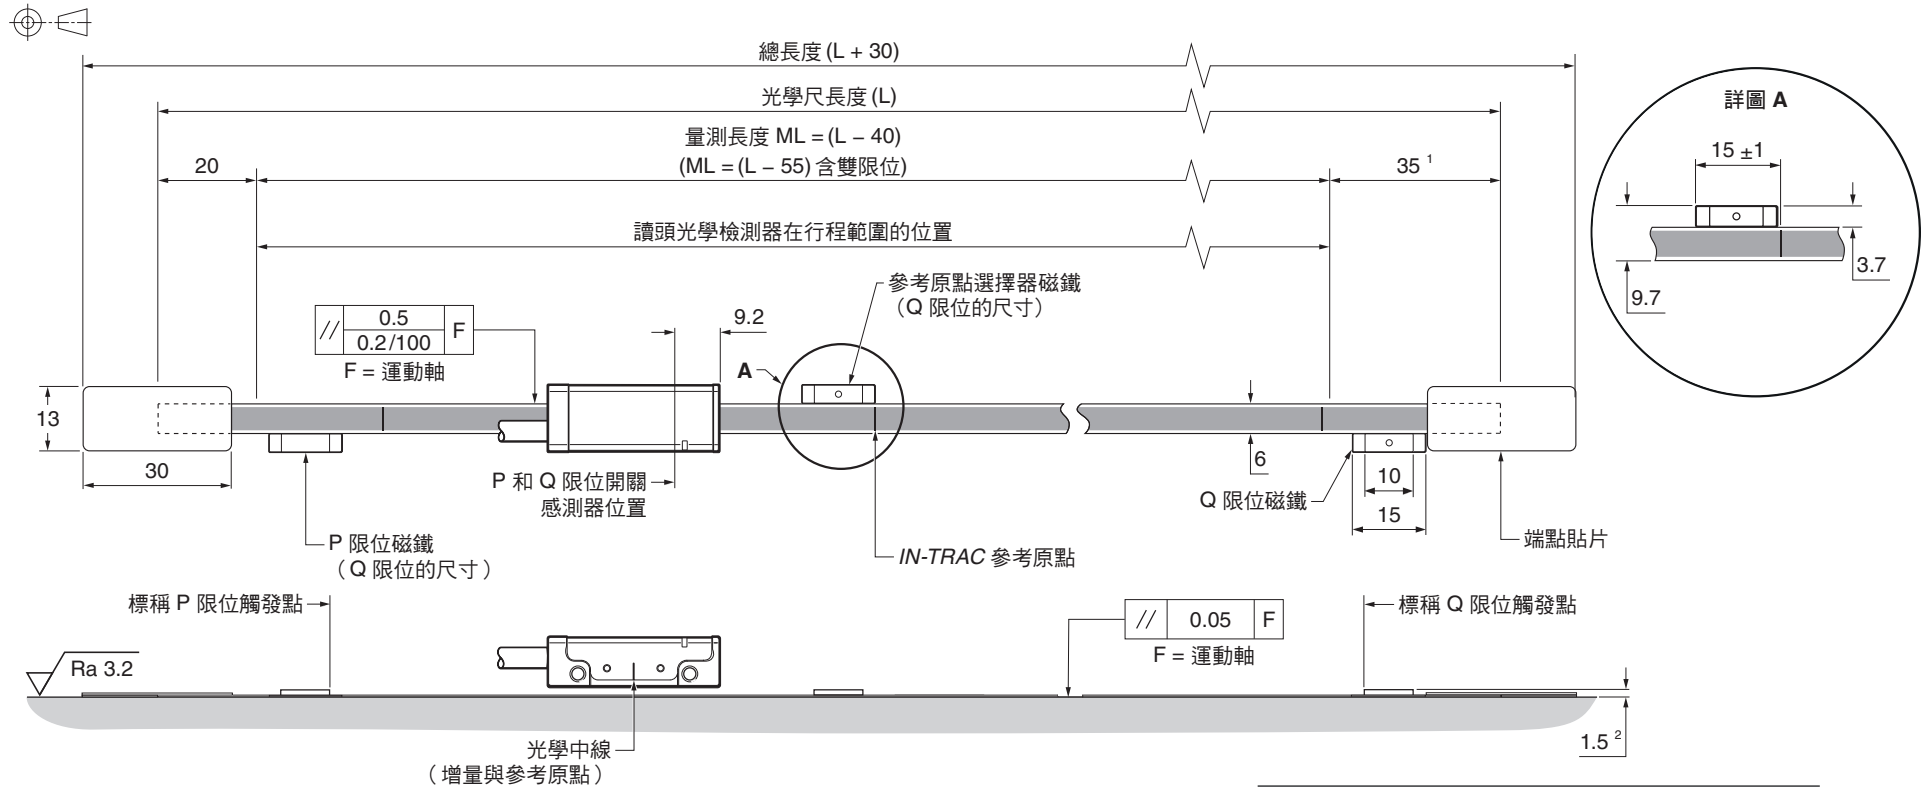 總長度 (L + 30)
光學尺長度 (L)
量測長度 ML = (L − 40)
(ML = (L − 55) 含雙限位)
20
35 ¹
讀頭光學檢測器在行程範圍的位置
詳圖 A
15 ±1
3.7
9.7
參考原點選擇器磁鐵
（Q 限位的尺寸）
// 0.5 F
0.2/100
F = 運動軸
9.2
A
13
30
P 和 Q 限位開關
感測器位置
6
Q 限位磁鐵
10
15
P 限位磁鐵
（Q 限位的尺寸）
IN-TRAC 參考原點
端點貼片
標稱 P 限位觸發點
標稱 Q 限位觸發點
// 0.05 F
F = 運動軸
Ra 3.2
光學中線
（增量與參考原點）
1.5 ²